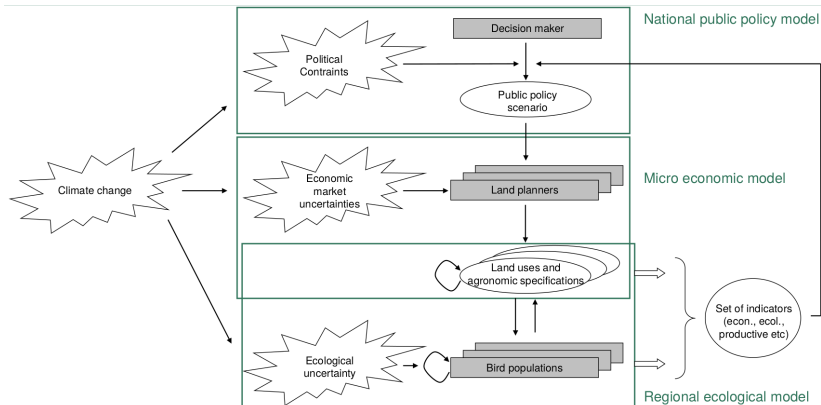 National public policy model
Decision maker
Political
Contraints
Public policy
scenario
Climate change
Economic
market
uncertainties
Land planners
Micro economic model
Land uses and
agronomic specifications
Set of indicators
(econ., ecol.,
productive etc)
Ecological
uncertainty
Bird populations
Regional ecological model